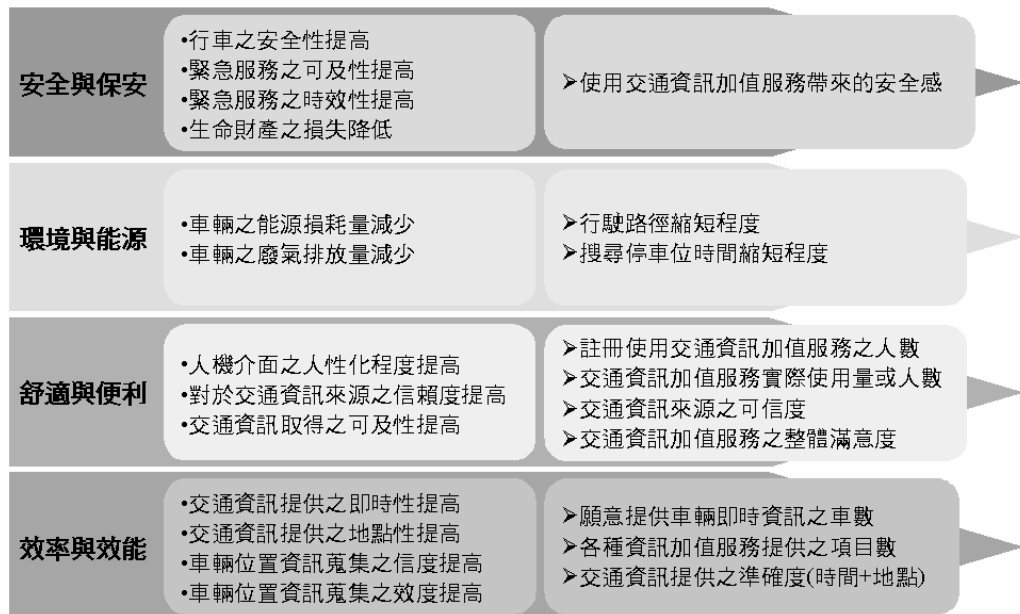 安全與保安
•行車之安全性提高
•緊急服務之可及性提高
•緊急服務之時效性提高
•生命財產之損失降低
➢使用交通資訊加值服務帶來的安全感
環境與能源
•車輛之能源損耗量減少
•車輛之廢氣排放量減少
➢行駛路徑縮短程度
➢搜尋停車位時間縮短程度
舒適與便利
•人機介面之人性化程度提高
•對於交通資訊來源之信賴度提高
•交通資訊取得之可及性提高
➢註冊使用交通資訊加值服務之人數
➢交通資訊加值服務實際使用量或人數
➢交通資訊來源之可信度
➢交通資訊加值服務之整體滿意度
效率與效能
•交通資訊提供之即時性提高
•交通資訊提供之地點性提高
•車輛位置資訊蒐集之信度提高
•車輛位置資訊蒐集之效度提高
➢願意提供車輛即時資訊之車數
➢各種資訊加值服務提供之項目數
➢交通資訊提供之準確度(時間+地點)